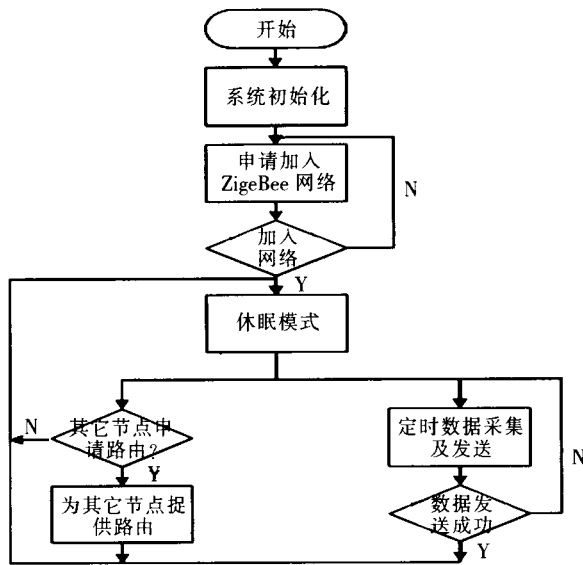 开始
系统初始化
申请加入
ZigeBee 网络
N
加入
网络
Y
休眠模式
N
其它节点申
请路由?
Y
为其它节点提
供路由
定时数据采集
及发送
N
数据发
送成功
Y